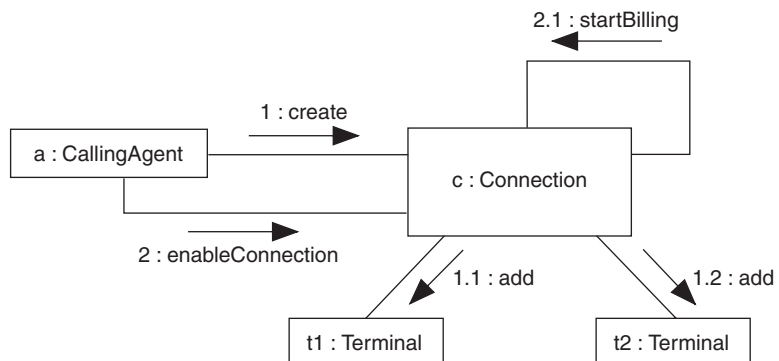 2.1 : startBilling
1 : create
a : CallingAgent
c : Connection
2 : enableConnection
1.1 : add
1.2 : add
t1 : Terminal
t2 : Terminal